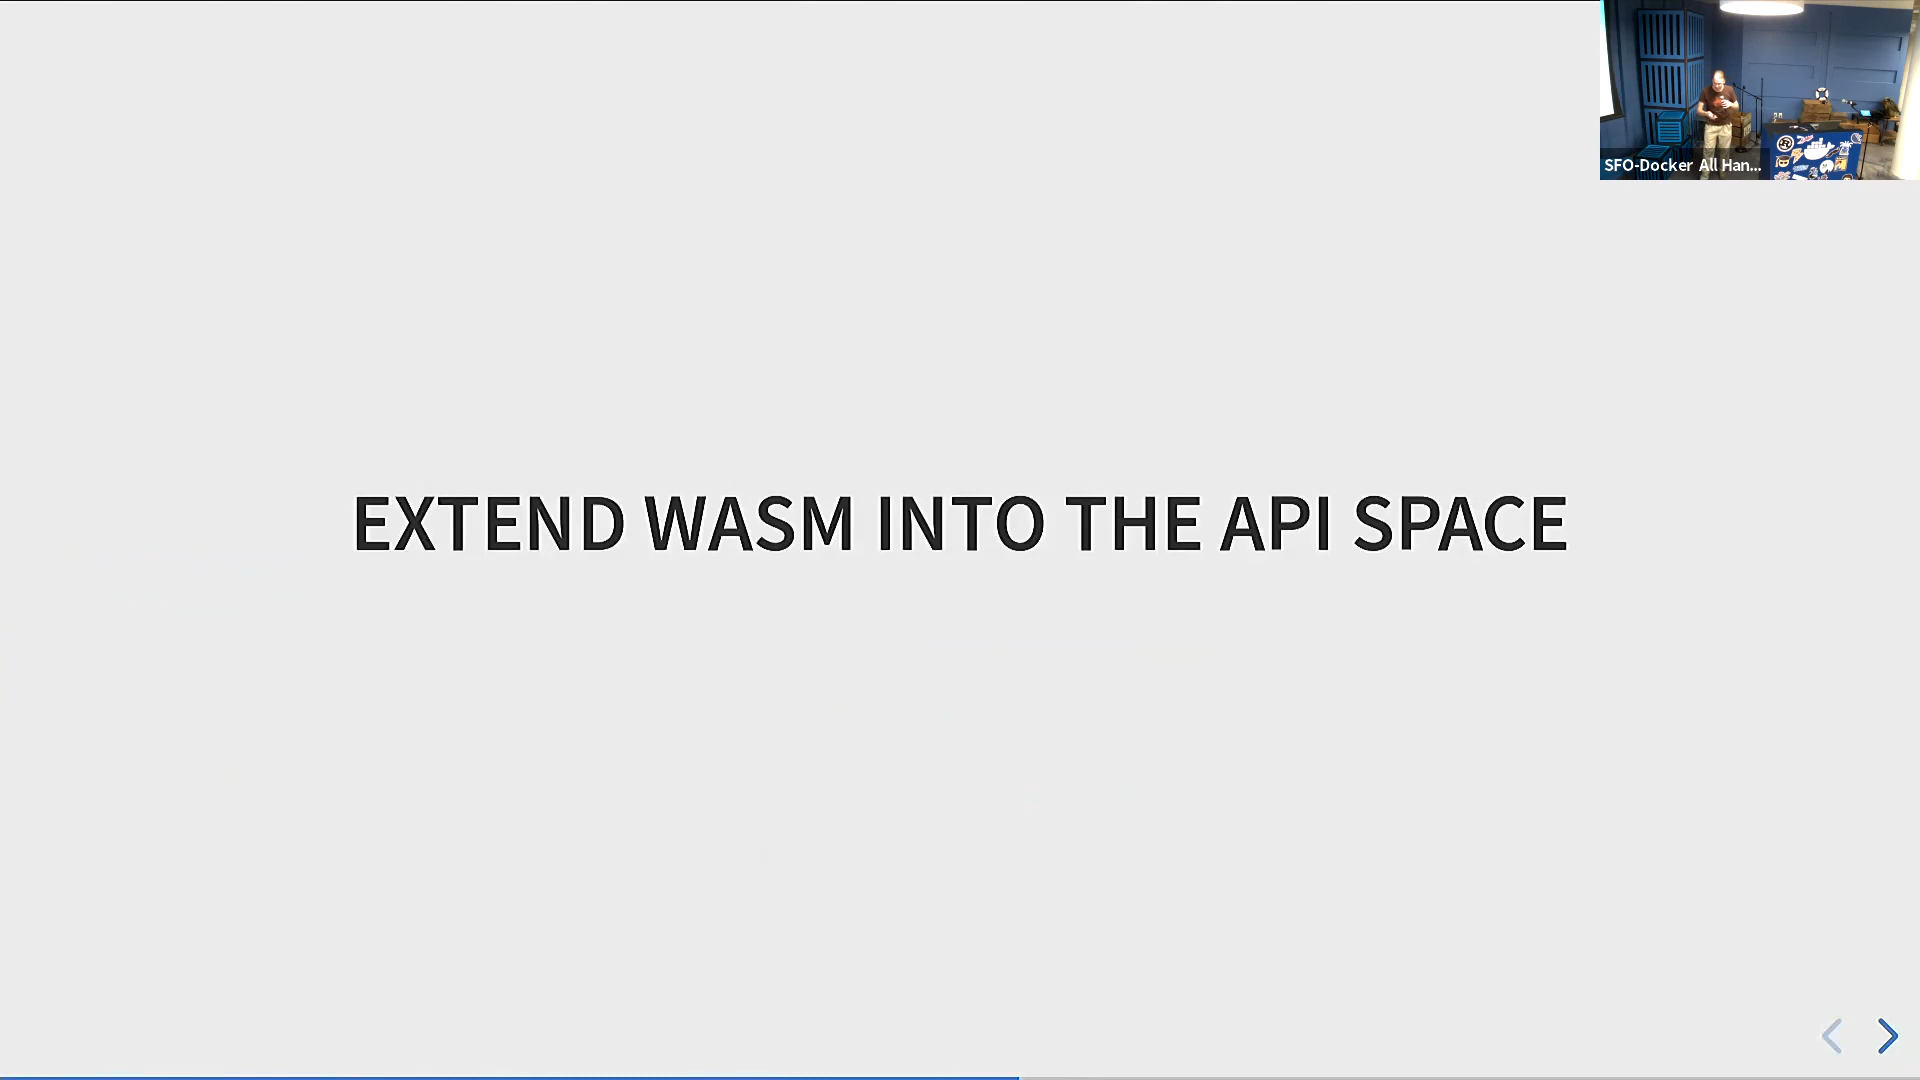 EXTEND WASM INTO THE API SPACE
SFO-Docker All Han...